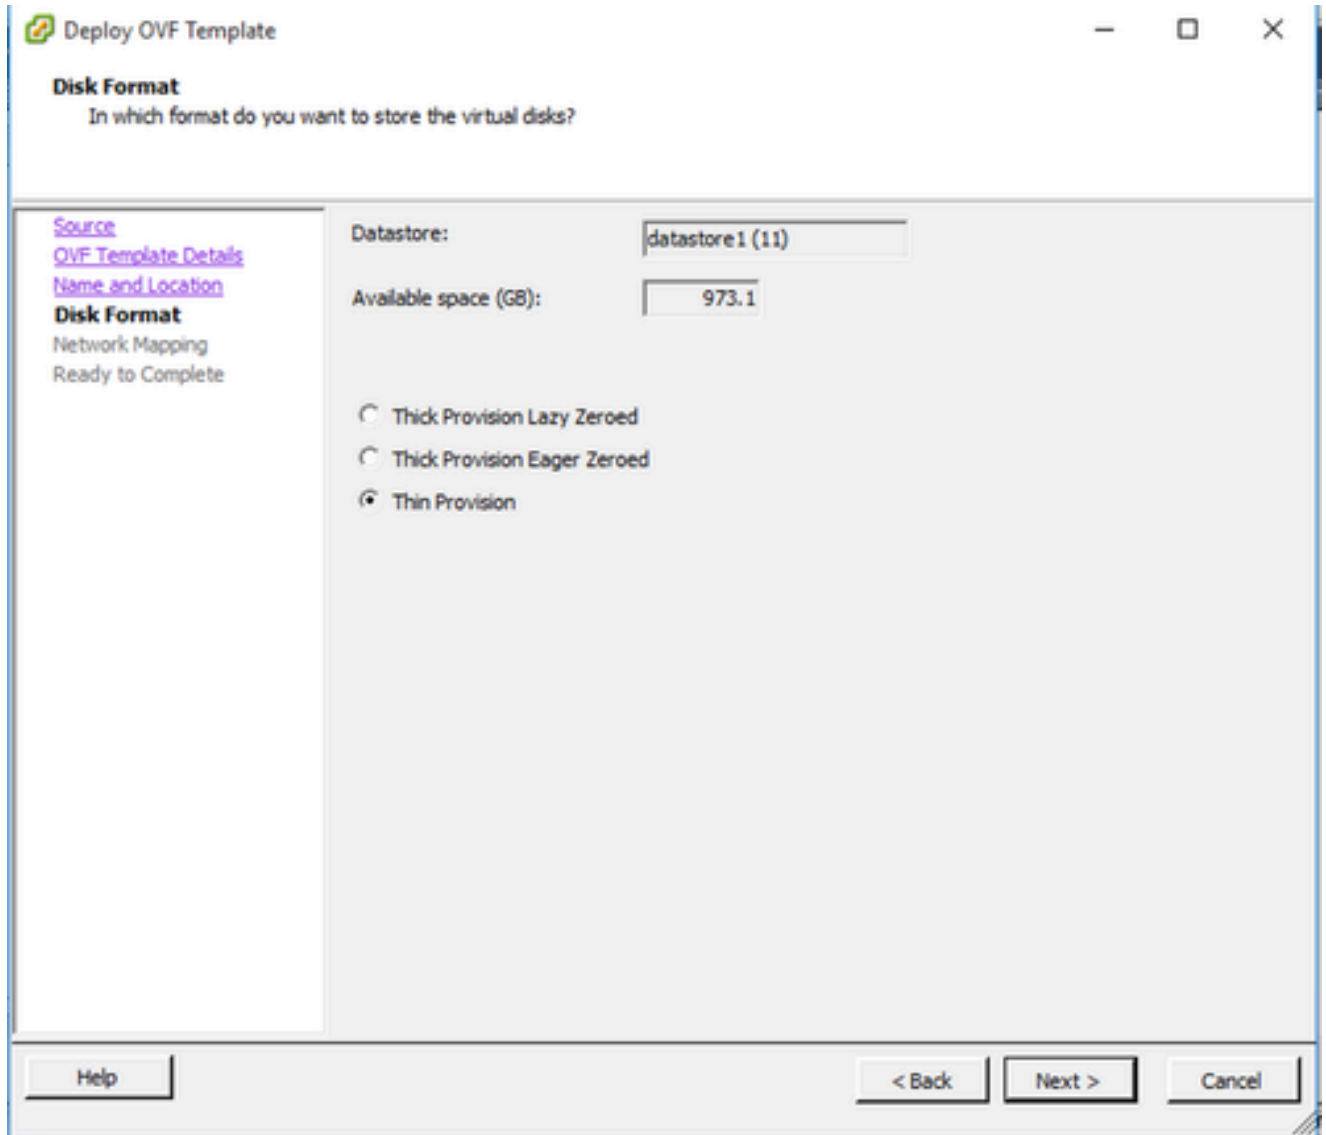 Deploy OVF Template
Disk Format
In which format do you want to store the virtual disks?
Source
OVF Template Details
Name and Location
Disk Format
Network Mapping
Ready to Complete
Datastore: datastore1 (11)
Available space (GB): 973.1
Thick Provision Lazy Zeroed
Thick Provision Eager Zeroed
Thin Provision
Help
< Back
Next >
Cancel